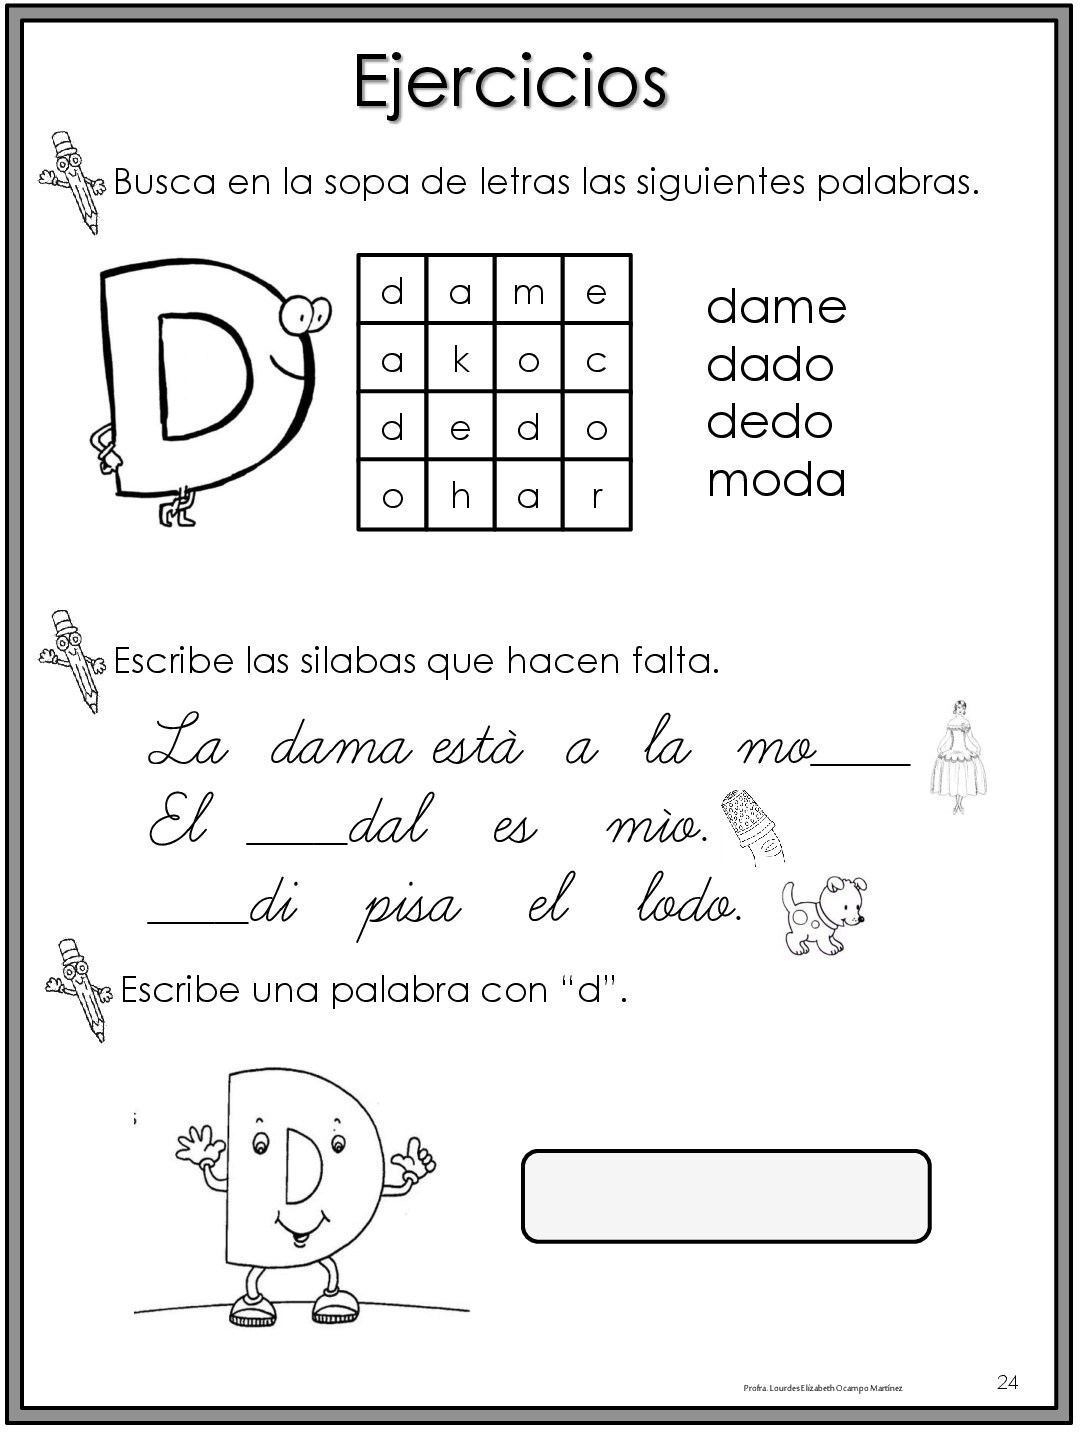 Ejercicios
Busca en la sopa de letras las siguientes palabras.
d a m e
a k o c
d e d o
o h a r
dame
dado
dedo
moda
Escribe las silabas que hacen falta.
La dama està a la mo____
El ____dal es mìo.
____di pisa el lodo.
Escribe una palabra con “d”.
Profra. Lourdes Elizabeth Ocampo Martínez
24